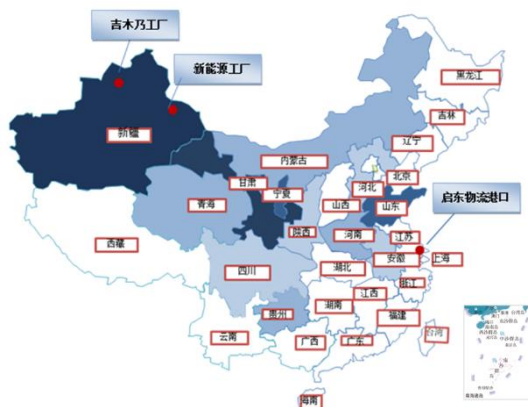 吉木乃工厂
新能源工厂
黑龙江
吉林
新疆
辽宁
内蒙古
甘肃
宁夏
北京
河北
山西
山东
青海
启东物流港口
陕西
河南
江苏
西藏
安徽
上海
四川
湖北
浙江
江西
湖南
贵州
福建
云南
广西
广东
台湾
海南